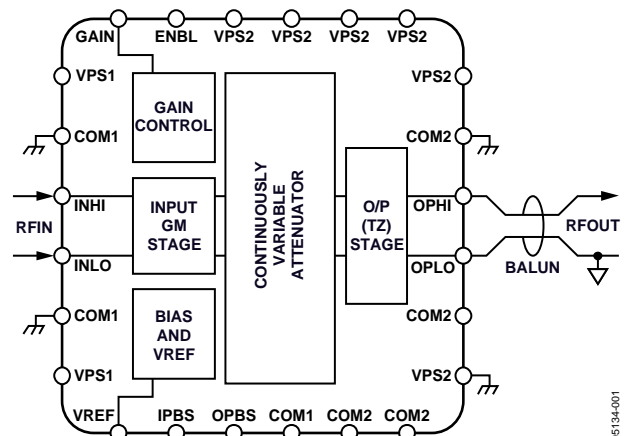 GAIN ENBL VPS2 VPS2 VPS2 VPS2
VPS1
VPS2
GAIN
CONTROL
COM1
COM2
CONTINUOUSLY
VARIABLE
ATTENUATOR
O/P
(TZ)
STAGE
INHI
INPUT
GM
STAGE
OPHI
RFIN
RFOUT
INLO
OPLO
BALUN
COM1
BIAS
AND
VREF
COM2
VPS1
VPS2
VREF IPBS OPBS COM1 COM2 COM2
05134-001